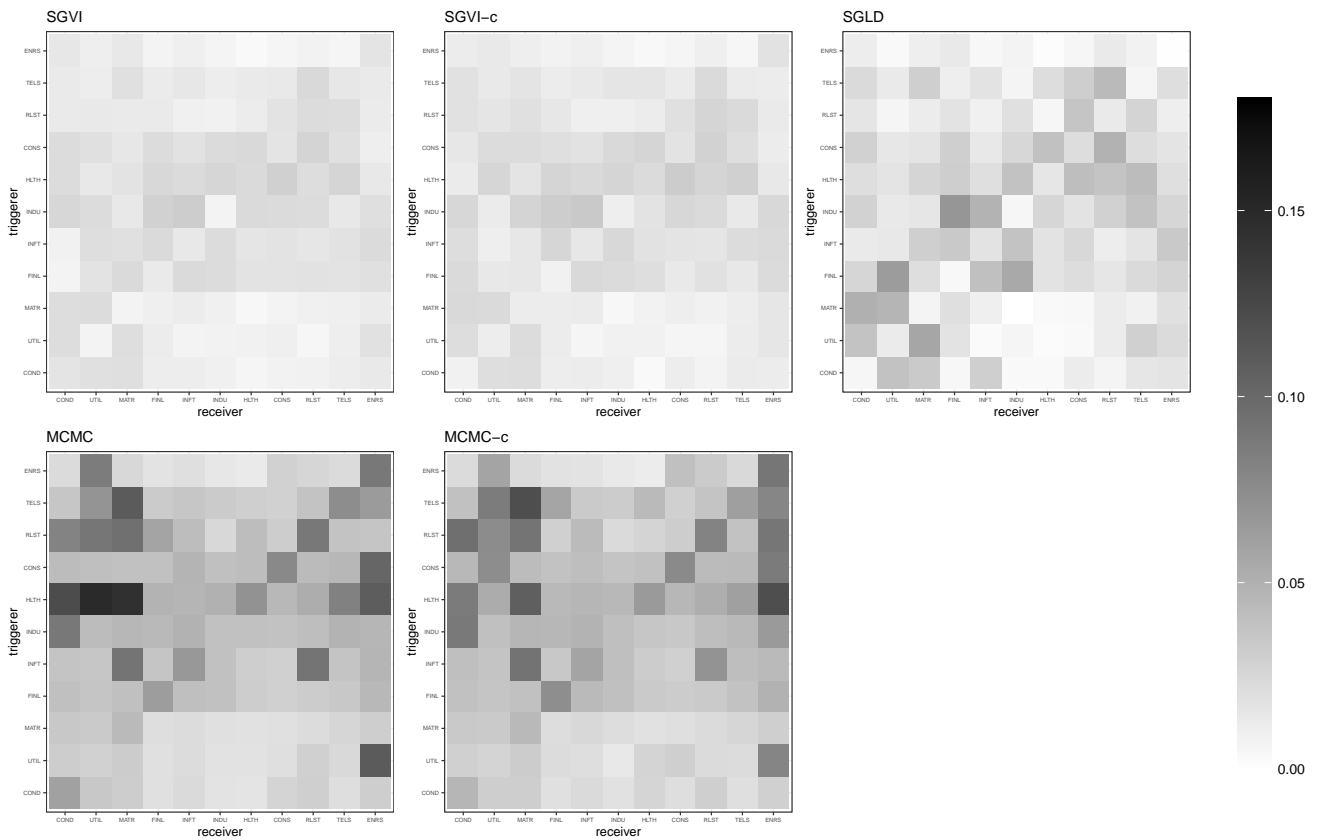 SGVI
SGVI−c
SGLD
triggerer
ENRS
TELS
RLST
CONS
HLTH
INDU
INFT
FINL
MATR
UTIL
COND
COND UTIL MATR FINL INFT INDU HLTH CONS RLST TELS ENRS
receiver
triggerer
ENRS
TELS
RLST
CONS
HLTH
INDU
INFT
FINL
MATR
UTIL
COND
COND UTIL MATR FINL INFT INDU HLTH CONS RLST TELS ENRS
receiver
triggerer
ENRS
TELS
RLST
CONS
HLTH
INDU
INFT
FINL
MATR
UTIL
COND
COND UTIL MATR FINL INFT INDU HLTH CONS RLST TELS ENRS
receiver
MCMC
MCMC−c
triggerer
ENRS
TELS
RLST
CONS
HLTH
INDU
INFT
FINL
MATR
UTIL
COND
COND UTIL MATR FINL INFT INDU HLTH CONS RLST TELS ENRS
receiver
triggerer
ENRS
TELS
RLST
CONS
HLTH
INDU
INFT
FINL
MATR
UTIL
COND
COND UTIL MATR FINL INFT INDU HLTH CONS RLST TELS ENRS
receiver
0.15
0.10
0.05
0.00